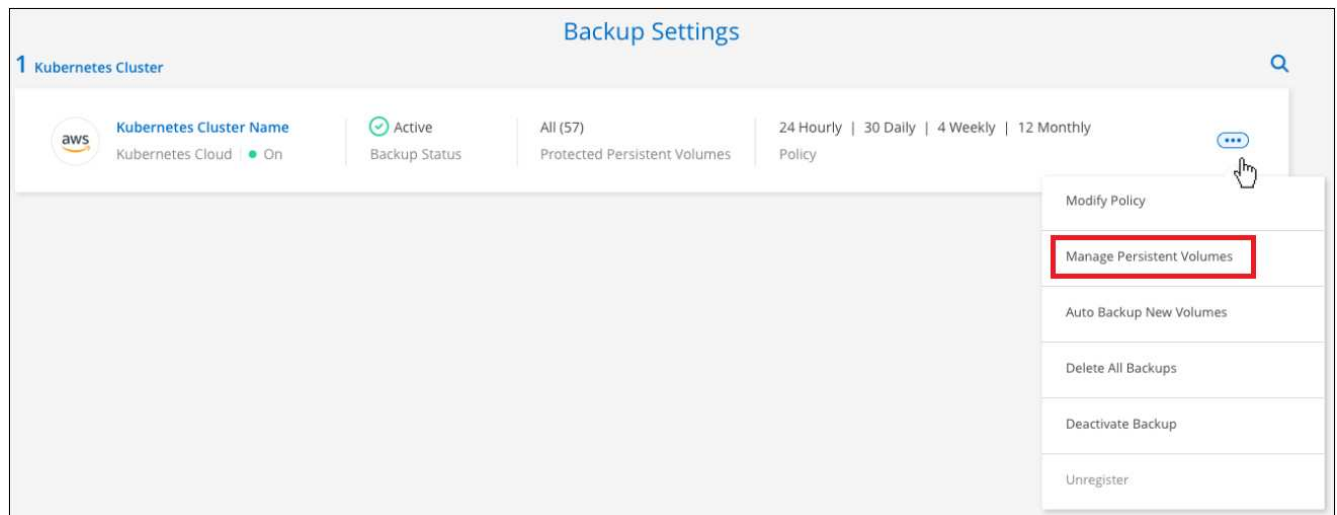 Backup Settings
1 Kubernetes Cluster
aws
Kubernetes Cluster Name
Kubernetes Cloud | On
Active
Backup Status
All (57)
Protected Persistent Volumes
24 Hourly | 30 Daily | 4 Weekly | 12 Monthly
Policy
Modify Policy
Manage Persistent Volumes
Auto Backup New Volumes
Delete All Backups
Deactivate Backup
Unregister